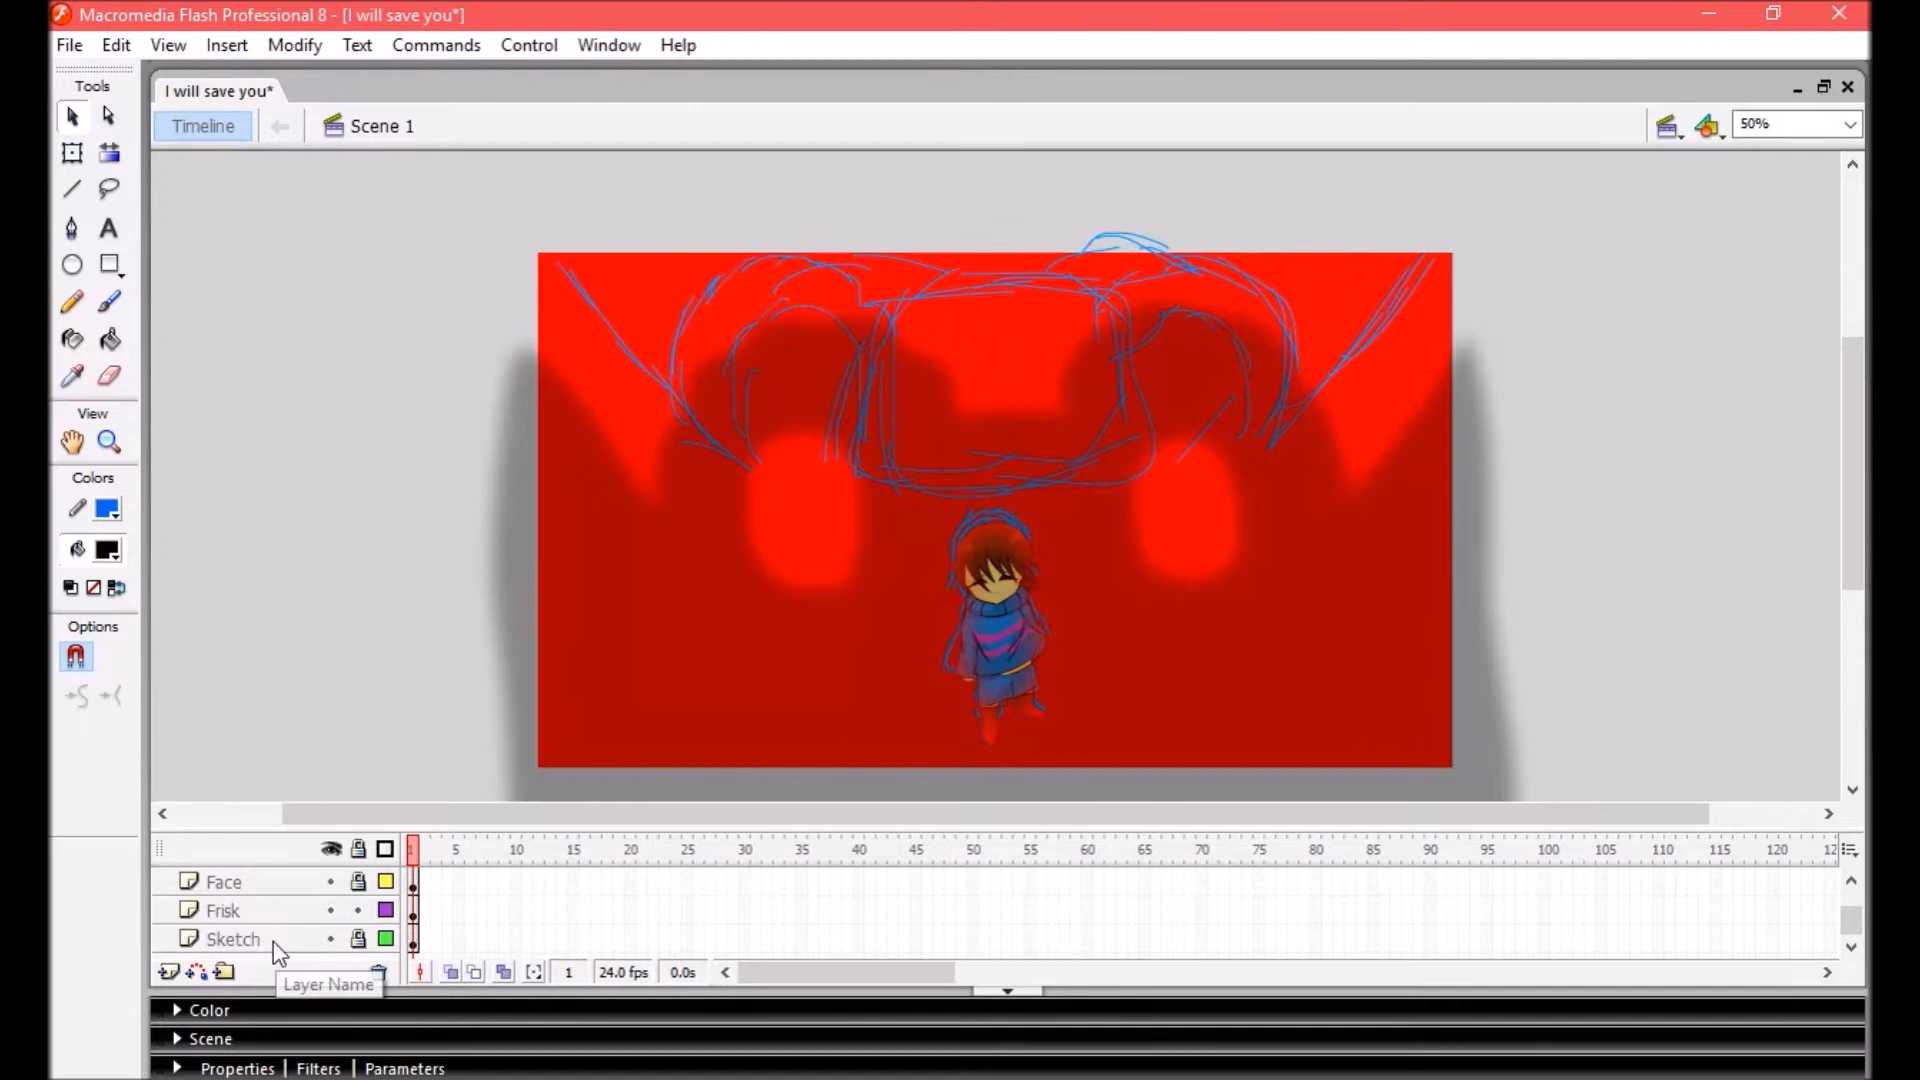 Macromedia Flash Professional 8 - [I will save you*]
File Edit View Insert Modify Text Commands Control Window Help
Tools
I will save you*
Timeline
Scene 1
50%
A
View
Colors
Options
1 5 10 15 20 25 30 35 40 45 50 55 60 65 70 75 80 85 90 95 100 105 110 115 120 12
Face
Frisk
Sketch
1 24.0 fps 0.0s
Layer Name
Color
Scene
Properties | Filters | Parameters